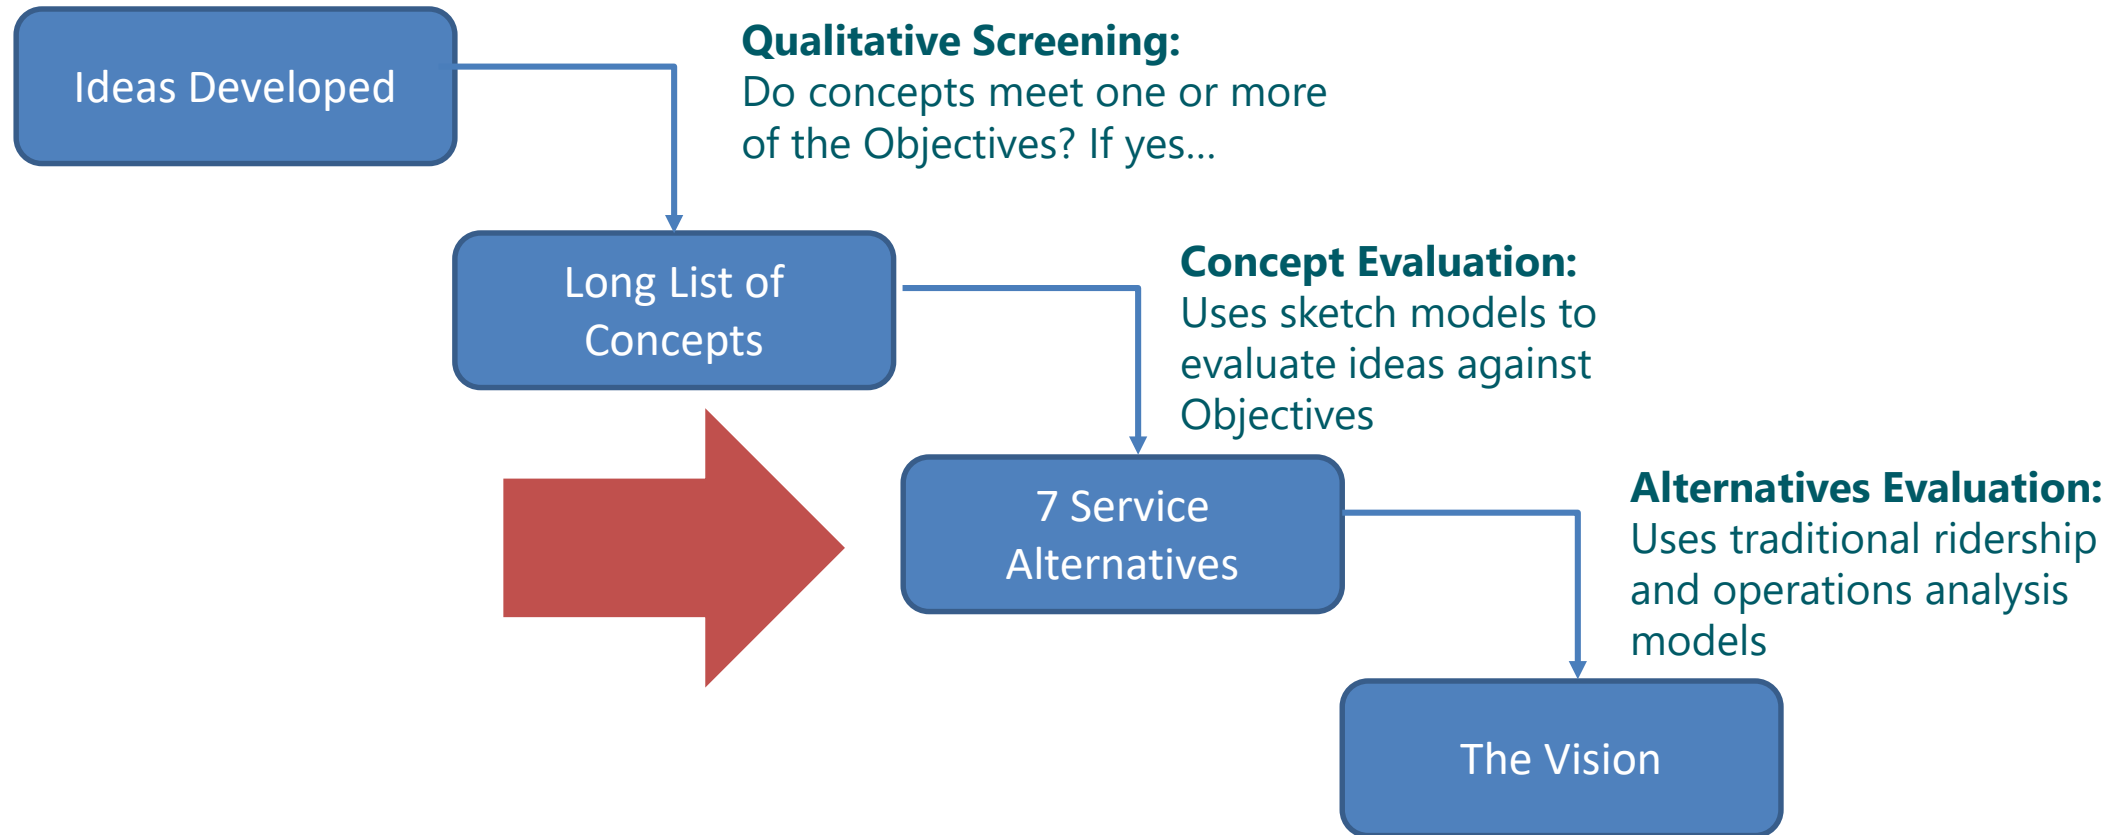 Ideas Developed
Qualitative Screening:
Do concepts meet one or more
of the Objectives? If yes...
Long List of
Concepts
Concept Evaluation:
Uses sketch models to
evaluate ideas against
Objectives
7 Service
Alternatives
Alternatives Evaluation:
Uses traditional ridership
and operations analysis
models
The Vision